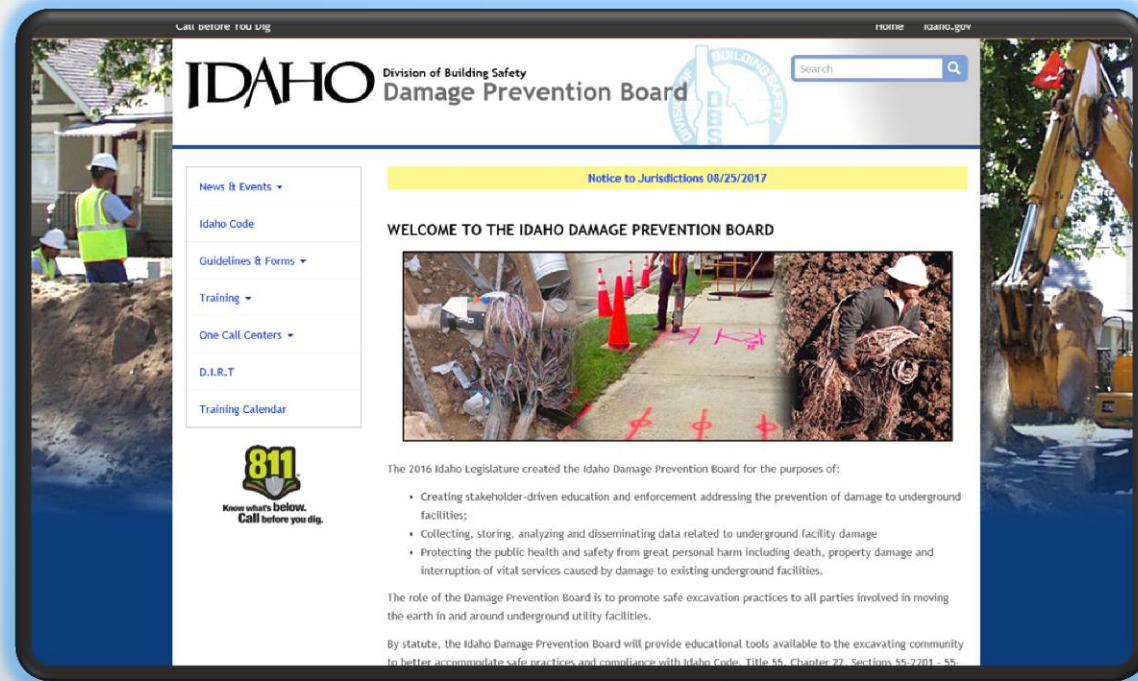 Call Before You Dig
Home Idaho.gov
IDAHO
Division of Building Safety
Damage Prevention Board
DIVISION OF BUILDING SAFETY
DBS
Search
News & Events
Idaho Code
Guidelines & Forms
Training
One Call Centers
D.I.R.T
Training Calendar
811
Know what's below.
Call before you dig.
Notice to Jurisdictions 08/25/2017
WELCOME TO THE IDAHO DAMAGE PREVENTION BOARD
The 2016 Idaho Legislature created the Idaho Damage Prevention Board for the purposes of:
• Creating stakeholder-driven education and enforcement addressing the prevention of damage to underground
facilities;
• Collecting, storing, analyzing and disseminating data related to underground facility damage
• Protecting the public health and safety from great personal harm including death, property damage and
interruption of vital services caused by damage to existing underground facilities.
The role of the Damage Prevention Board is to promote safe excavation practices to all parties involved in moving
the earth in and around underground utility facilities.
By statute, the Idaho Damage Prevention Board will provide educational tools available to the excavating community
to better accommodate safe practices and compliance with Idaho Code, Title 55, Chapter 22, Sections 55-2201 - 55-